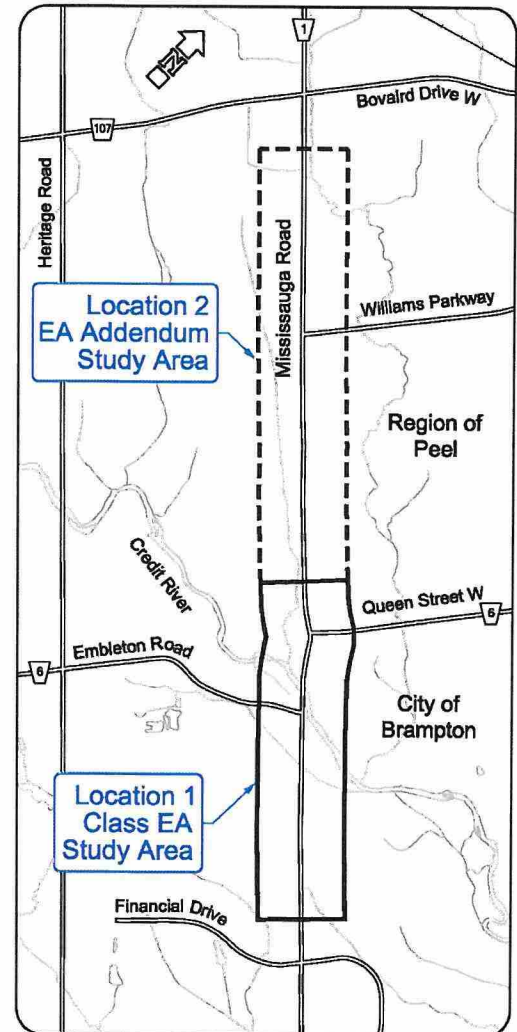 N
1
Bovaird Drive W
107
Heritage Road
Mississauga Road
Location 2
EA Addendum
Study Area
Williams Parkway
Region of
Peel
Credit River
Queen Street W
6
Embleton Road
6
City of
Brampton
Location 1
Class EA
Study Area
Financial Drive